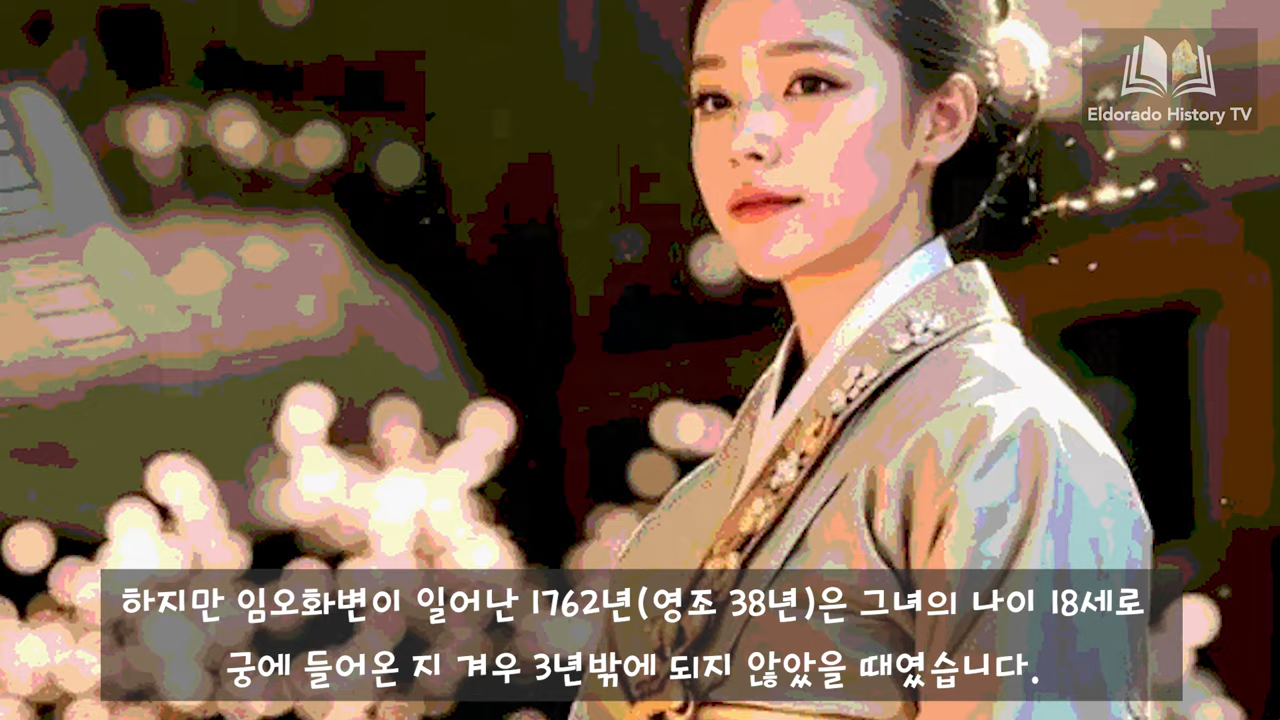 Eldorado History TV
하지만 임오화변이 일어난 1762년(영조 38년)은 그녀의 나이 18세로
궁에 들어온 지 겨우 3년밖에 되지 않았을 때였습니다.